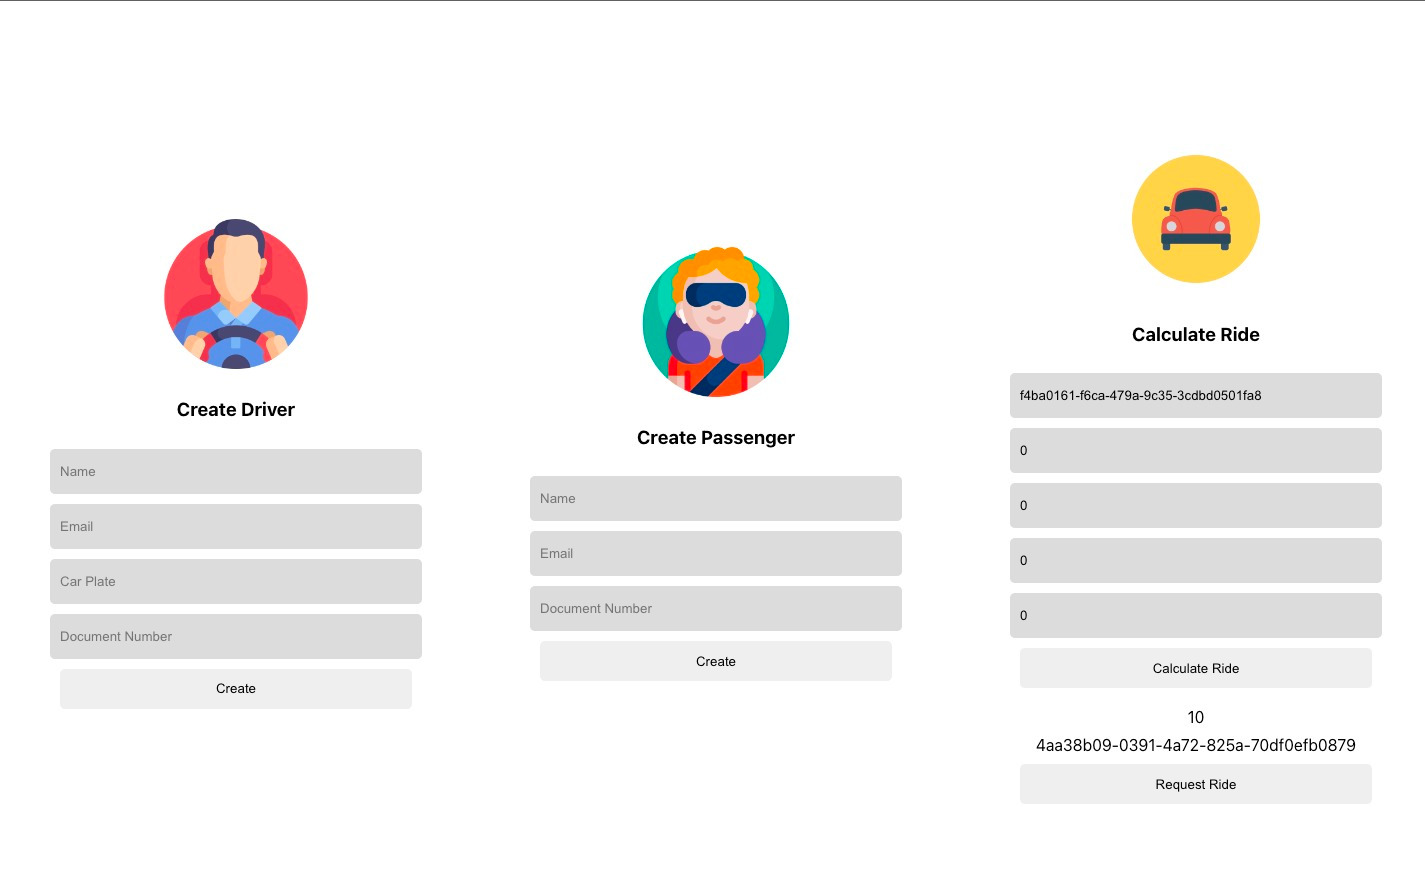 Create Driver
Name
Email
Car Plate
Document Number
Create
Create Passenger
Name
Email
Document Number
Create
Calculate Ride
f4ba0161-f6ca-479a-9c35-3cdbd0501fa8
0
0
0
0
Calculate Ride
10
4aa38b09-0391-4a72-825a-70df0efb0879
Request Ride